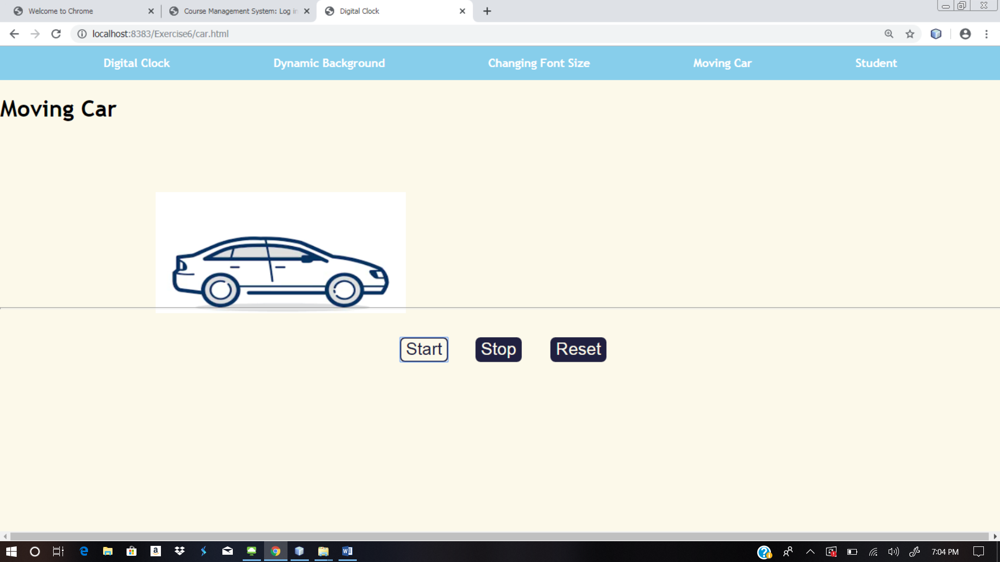 Welcome to Chrome
Course Management System: Log in
Digital Clock
localhost:8383/Exercise6/car.html
Digital Clock Dynamic Background Changing Font Size Moving Car Student
Moving Car
Start Stop Reset
7:04 PM